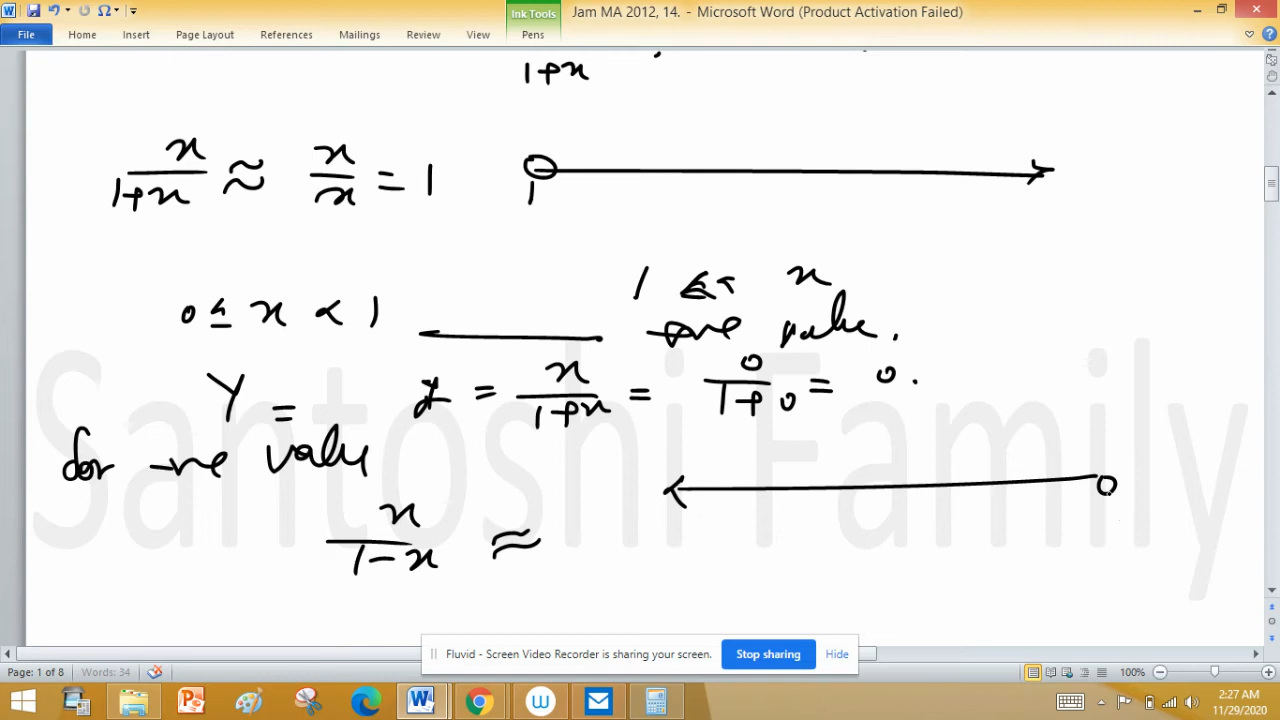 Ink Tools
Jam MA 2012, 14. - Microsoft Word (Product Activation Failed)
File Home Insert Page Layout References Mailings Review View Pens
1+x
x/(1+x) ≈ x/x = 1
1
0 ≤ x < 1
x
+ve value.
Y = = x/(1+x) = 0/(1+0) = 0.
for -ve value
0
x/(1-x) ≈
Santoshi Family
Fluvid - Screen Video Recorder is sharing your screen. Stop sharing Hide
Page: 1 of 8 Words: 34 100%
2:27 AM
11/29/2020